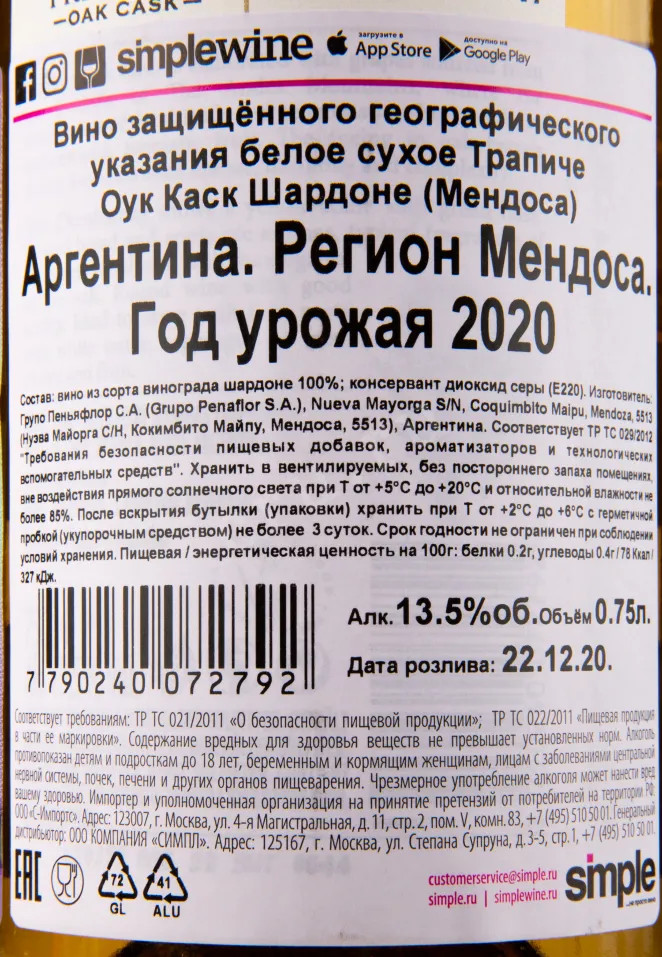 —OAK CASK—
simplewine загрузите в App Store доступно на Google Play
Вино защищённого географического
указания белое сухое Трапиче
Оук Каск Шардоне (Мендоса)
Аргентина. Регион Мендоса.
Год урожая 2020
Состав: вино из сорта винограда шардоне 100%; консервант диоксид серы (Е220). Изготовитель:
Групо Пеньяфлор С.А. (Grupo Penaflor S.A.), Nueva Mayorga S/N, Coquimbito Maipu, Mendoza, 5513
(Нуэва Майорга С/Н, Кокимбито Майпу, Мендоса, 5513), Аргентина. Соответствует ТР ТС 029/2012
"Требования безопасности пищевых добавок, ароматизаторов и технологических
вспомогательных средств". Хранить в вентилируемых, без постороннего запаха помещениях,
вне воздействия прямого солнечного света при Т от +5°С до +20°С и относительной влажности не
более 85%. После вскрытия бутылки (упаковки) хранить при Т от +2°С до +6°С с герметичной
пробкой (укупорочным средством) не более 3 суток. Срок годности не ограничен при соблюдении
условий хранения. Пищевая / энергетическая ценность на 100г: белки 0.2г, углеводы 0.4г / 78 Ккал /
327 кДж.
Алк. 13.5%об. Объём 0.75л.
Дата розлива: 22.12.20.
7 790240 072792
Соответствует требованиям: ТР ТС 021/2011 «О безопасности пищевой продукции»; ТР ТС 022/2011 «Пищевая продукция
в части ее маркировки». Содержание вредных для здоровья веществ не превышает установленных норм. Алкоголь
противопоказан детям и подросткам до 18 лет, беременным и кормящим женщинам, лицам с заболеваниями центральной
нервной системы, почек, печени и других органов пищеварения. Чрезмерное употребление алкоголя может нанести вред
вашему здоровью. Импортер и уполномоченная организация на принятие претензий от потребителей на территории РФ:
ООО «С-Импорт». Адрес: 123007, г. Москва, ул. 4-я Магистральная, д. 11, стр. 2, пом. V, комн. 83, +7 (495) 510 50 01. Генеральный
дистрибьютор: ООО КОМПАНИЯ «СИМПЛ». Адрес: 125167, г. Москва, ул. Степана Супруна, д. 3-5, стр. 1, +7 (495) 510 50 01.
EAC 72 GL 41 ALU
customerservice@simple.ru
simple.ru | simplewine.ru
simple
...не просто вино